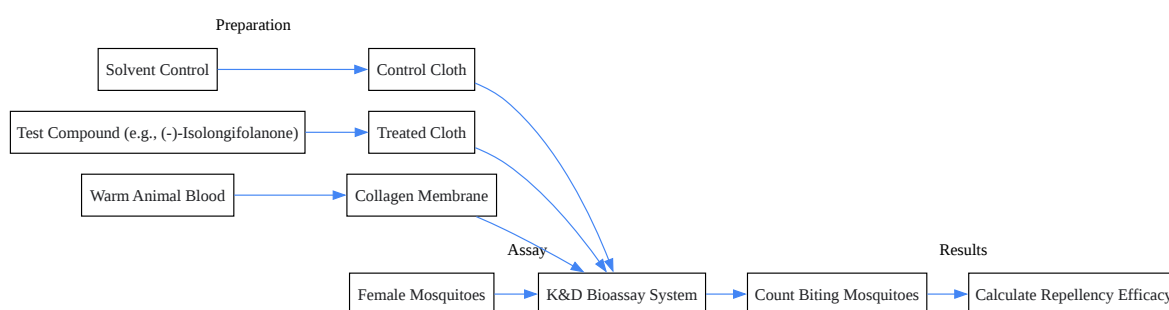 Preparation
Solvent Control
Control Cloth
Test Compound (e.g., (-)-Isolongifolanone)
Treated Cloth
Warm Animal Blood
Collagen Membrane
Assay
Results
Female Mosquitoes
K&D Bioassay System
Count Biting Mosquitoes
Calculate Repellency Efficacy